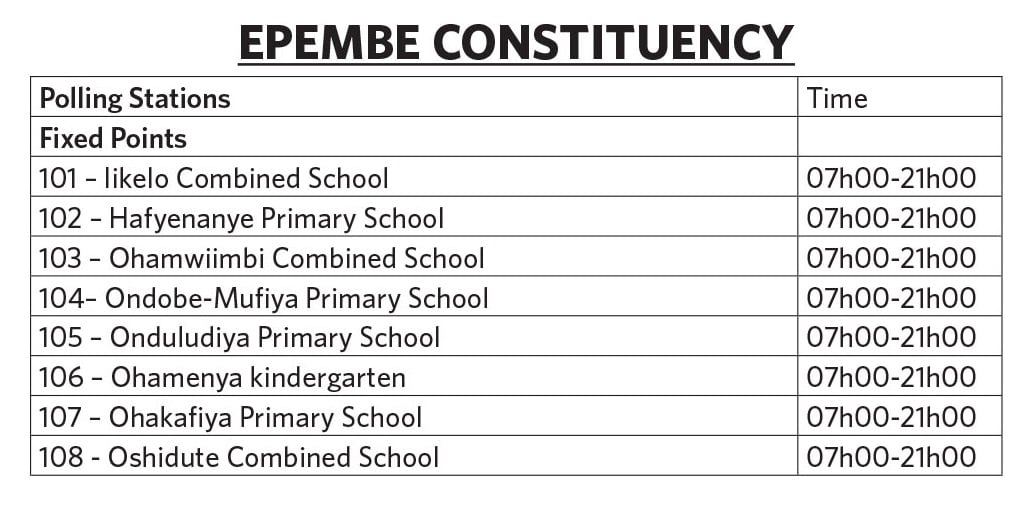 EPEMBE CONSTITUENCY
Polling Stations Time
Fixed Points
101 – Iikelo Combined School 07h00-21h00
102 – Hafyenanye Primary School 07h00-21h00
103 – Ohamwiimbi Combined School 07h00-21h00
104– Ondobe-Mufiya Primary School 07h00-21h00
105 – Onduludiya Primary School 07h00-21h00
106 – Ohamenya kindergarten 07h00-21h00
107 – Ohakafiya Primary School 07h00-21h00
108 - Oshidute Combined School 07h00-21h00